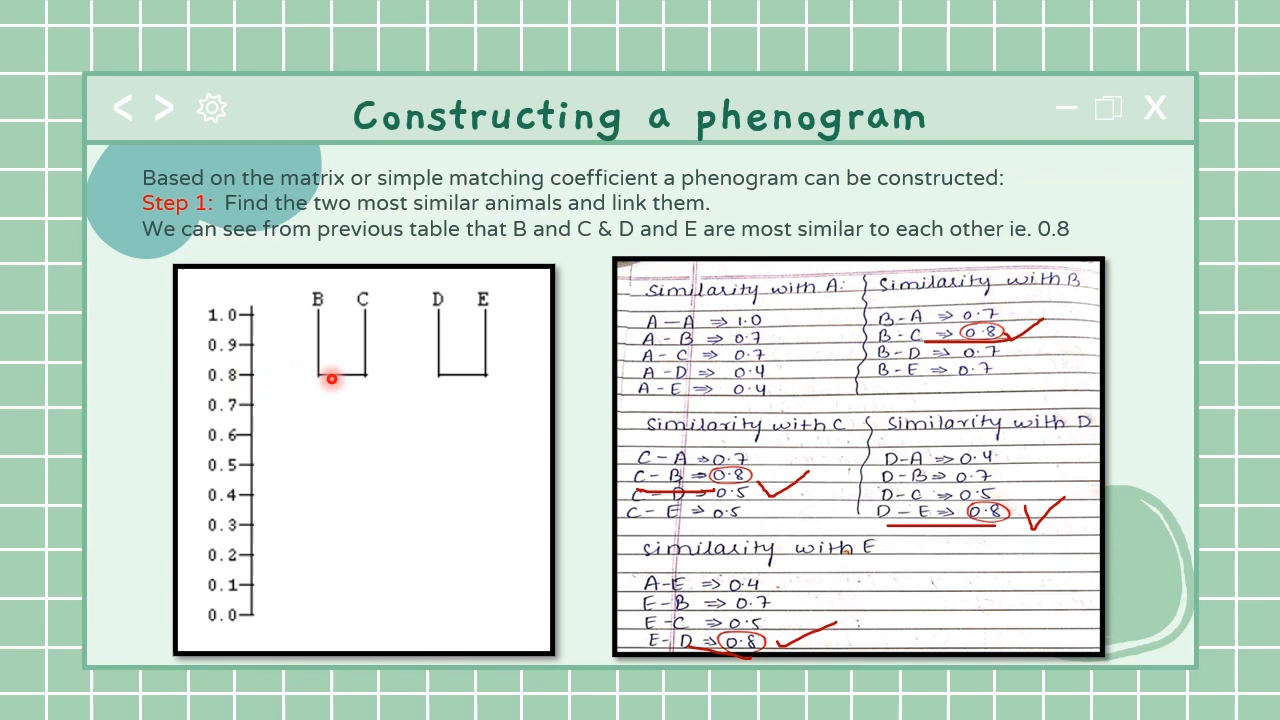 Constructing a phenogram
Based on the matrix or simple matching coefficient a phenogram can be constructed:
Step 1: Find the two most similar animals and link them.
We can see from previous table that B and C & D and E are most similar to each other ie. 0.8
B C D E
1.0
0.9
0.8
0.7
0.6
0.5
0.4
0.3
0.2
0.1
0.0
Similarity with A:
A-A ⇒ 1.0
A-B ⇒ 0.7
A-C ⇒ 0.7
A-D ⇒ 0.4
A-E ⇒ 0.4
Similarity with B
B-A ⇒ 0.7
B-C ⇒ 0.8
B-D ⇒ 0.7
B-E ⇒ 0.7
Similarity with C
C-A ⇒ 0.7
C-B ⇒ 0.8
C-D ⇒ 0.5
C-E ⇒ 0.5
Similarity with D
D-A ⇒ 0.4
D-B ⇒ 0.7
D-C ⇒ 0.5
D-E ⇒ 0.8
Similarity with E
A-E ⇒ 0.4
E-B ⇒ 0.7
E-C ⇒ 0.5
E-D ⇒ 0.8